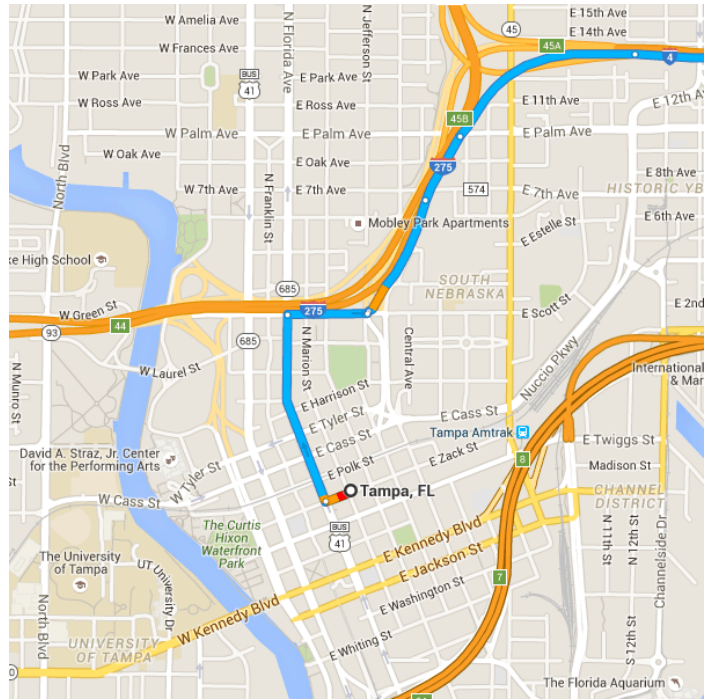 W Amelia Ave
W Frances Ave
N Florida Ave
N Jefferson St
E 15th Ave
E 14th Ave
45
45A
4
W Park Ave
E Park Ave
BUS
41
W Ross Ave
E Ross Ave
E 11th Ave
E 12th Ave
45B
W Palm Ave
E Palm Ave
E Palm Ave
North Blvd
W Oak Ave
E Oak Ave
275
W 7th Ave
E 7th Ave
574
E 7th Ave
E 8th Ave
HISTORIC YB
E 6th Ave
N Franklin St
Mobley Park Apartments
E Estelle St
ke High School
685
SOUTH
NEBRASKA
W Green St
275
E Scott St
E 2nd
93
44
685
N Marion St
Central Ave
Nuccio Pkwy
W Laurel St
N Munro St
E Harrison St
International
& Mar
E Tyler St
E Cass St
E Cass St
Tampa Amtrak
E Twiggs St
David A. Straz, Jr. Center
for the Performing Arts
W Tyler St
E Polk St
E Zack St
8
Madison St
Tampa, FL
W Cass St
CHANNEL
DISTRICT
The Curtis
Hixon
Waterfront
Park
BUS
41
E Kennedy Blvd
E Jackson St
N 11th St
N 12th St
Channelside Dr
The University
of Tampa
UT University Dr
7
E Washington St
W Kennedy Blvd
North Blvd
UNIVERSITY
OF TAMPA
E Whiting St
S 12th St
The Florida Aquarium